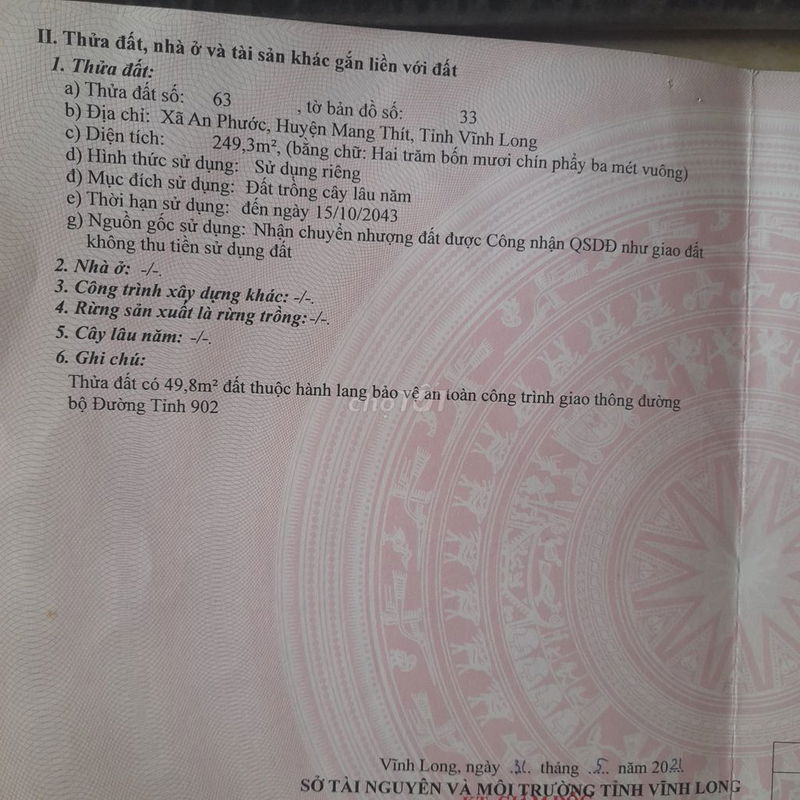 II. Thửa đất, nhà ở và tài sản khác gắn liền với đất
1. Thửa đất:
a) Thửa đất số: 63 , tờ bản đồ số: 33
b) Địa chỉ: Xã An Phước, Huyện Mang Thít, Tỉnh Vĩnh Long
c) Diện tích: 249,3m², (bằng chữ: Hai trăm bốn mươi chín phẩy ba mét vuông)
d) Hình thức sử dụng: Sử dụng riêng
đ) Mục đích sử dụng: Đất trồng cây lâu năm
e) Thời hạn sử dụng: đến ngày 15/10/2043
g) Nguồn gốc sử dụng: Nhận chuyển nhượng đất được Công nhận QSDĐ như giao đất
không thu tiền sử dụng đất
2. Nhà ở: -/-.
3. Công trình xây dựng khác: -/-.
4. Rừng sản xuất là rừng trồng: -/-.
5. Cây lâu năm: -/-.
6. Ghi chú:
Thửa đất có 49,8m² đất thuộc hành lang bảo vệ an toàn công trình giao thông đường
bộ Đường Tỉnh 902
chợTỐT
Vĩnh Long, ngày 31 tháng 5 năm 2021
SỞ TÀI NGUYÊN VÀ MÔI TRƯỜNG TỈNH VĨNH LONG
KT. GIÁM ĐỐC